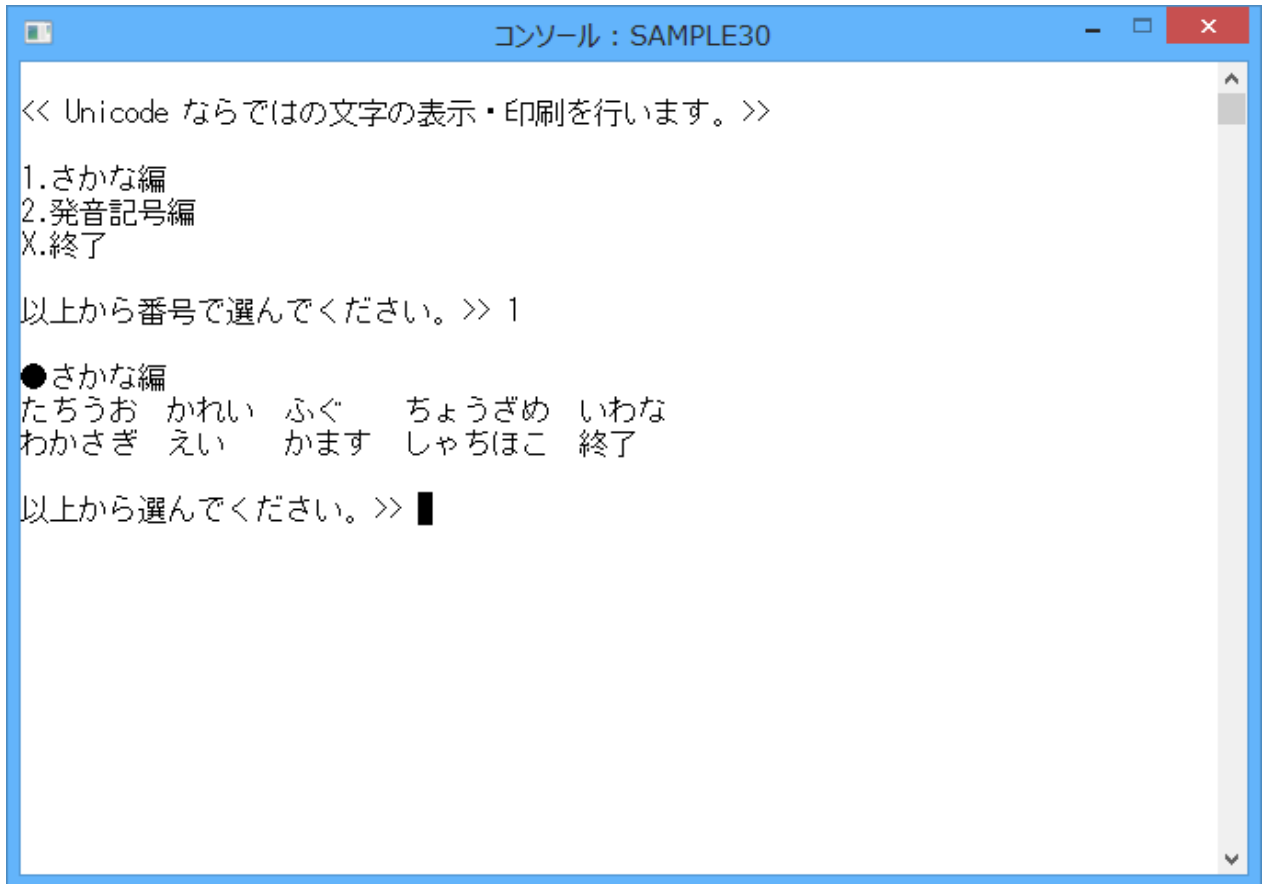 コンソール : SAMPLE30
<< Unicode ならではの文字の表示・印刷を行います。>>
1.さかな編
2.発音記号編
X.終了
以上から番号で選んでください。>> 1
●さかな編
たちうお　かれい　ふぐ　　ちょうざめ　いわな
わかさぎ　えい　　かます　しゃちほこ　終了
以上から選んでください。>>